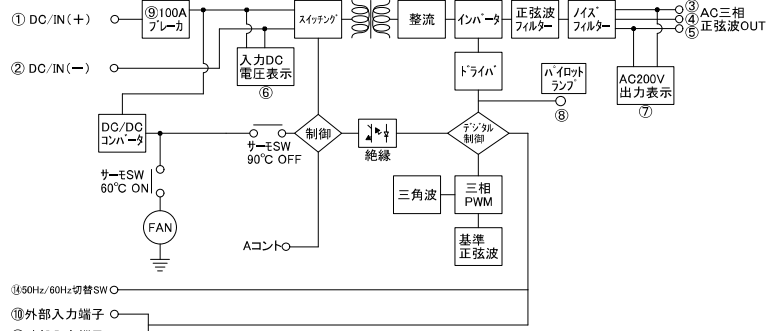 ① DC/IN(+)
⑨100A
ブレーカ
スイッチング
整流
インバータ
正弦波
フィルター
ノイズ
フィルター
③
④
⑤
AC三相
正弦波OUT
② DC/IN(−)
入力DC
電圧表示
⑥
ドライバ
パイロット
ランプ
⑧
AC200V
出力表示
⑦
DC/DC
コンバータ
サーモSW
90℃ OFF
制御
絶縁
デジタル
制御
サーモSW
60℃ ON
三角波
三相
PWM
FAN
Aコント
基準
正弦波
⑭50Hz/60Hz切替SW
⑩外部入力端子